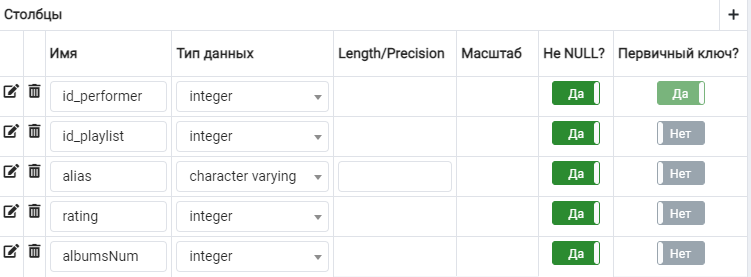 Столбцы +
Имя Тип данных Length/Precision Масштаб Не NULL? Первичный ключ?
id_performer integer Да Да
id_playlist integer Да Нет
alias character varying Да Нет
rating integer Да Нет
albumsNum integer Да Нет